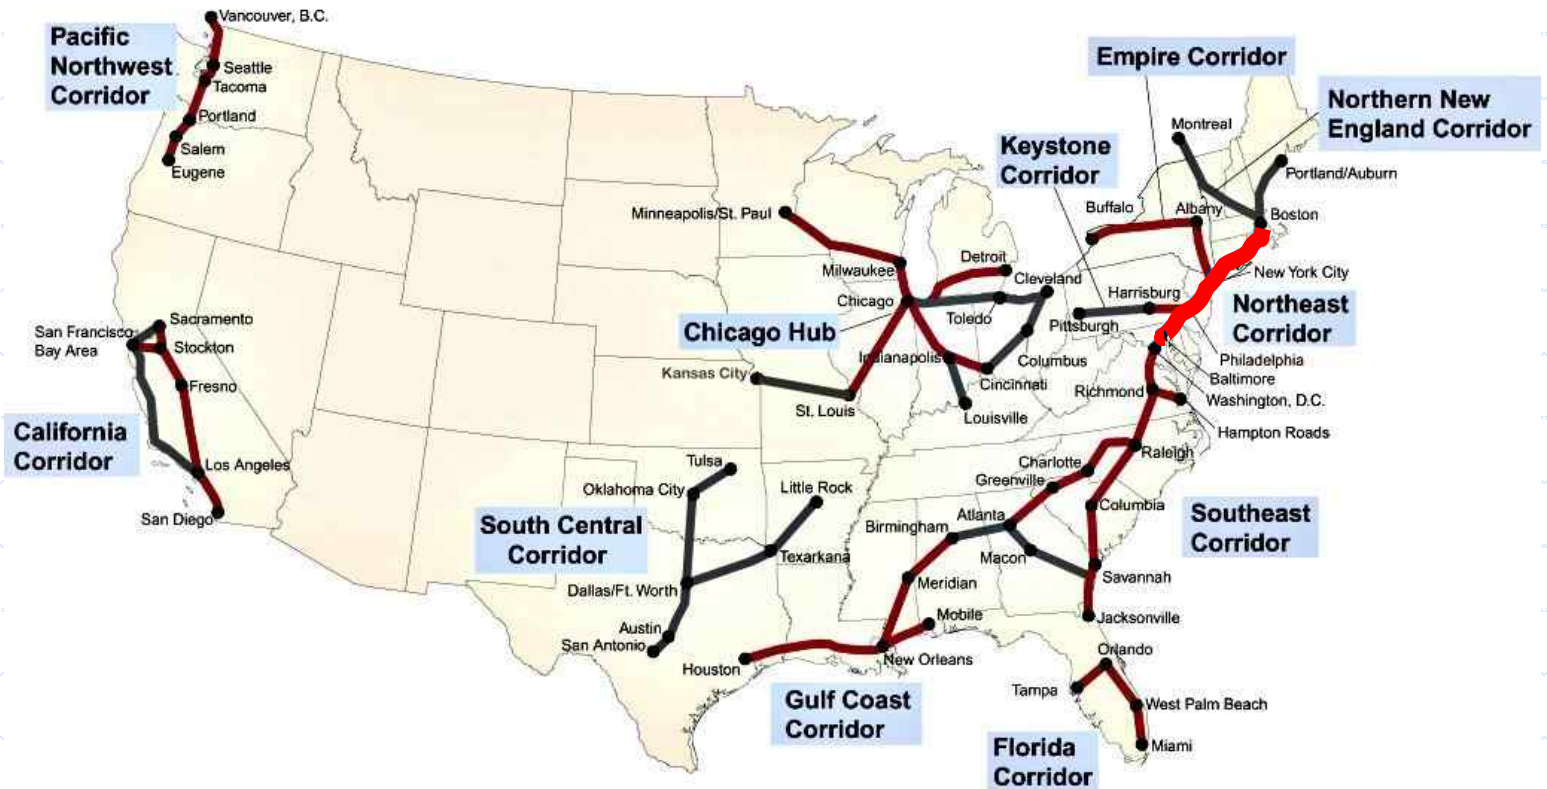 Vancouver, B.C.
Pacific
Northwest
Corridor
Seattle
Tacoma
Portland
Salem
Eugene
Empire Corridor
Northern New
England Corridor
Keystone
Corridor
Montreal
Portland/Auburn
Buffalo
Albany
Boston
Minneapolis/St. Paul
Milwaukee
Detroit
Cleveland
New York City
Chicago
Toledo
Harrisburg
Pittsburgh
Northeast
Corridor
Chicago Hub
Sacramento
San Francisco
Bay Area
Stockton
Indianapolis
Columbus
Philadelphia
Kansas City
Cincinnati
Baltimore
Fresno
St. Louis
Louisville
Richmond
Washington, D.C.
Hampton Roads
California
Corridor
Los Angeles
San Diego
Tulsa
Oklahoma City
Little Rock
Charlotte
Raleigh
Greenville
South Central
Corridor
Birmingham
Atlanta
Columbia
Southeast
Corridor
Texarkana
Macon
Dallas/Ft. Worth
Meridian
Savannah
Austin
San Antonio
Mobile
Jacksonville
Houston
New Orleans
Orlando
Gulf Coast
Corridor
Tampa
West Palm Beach
Florida
Corridor
Miami